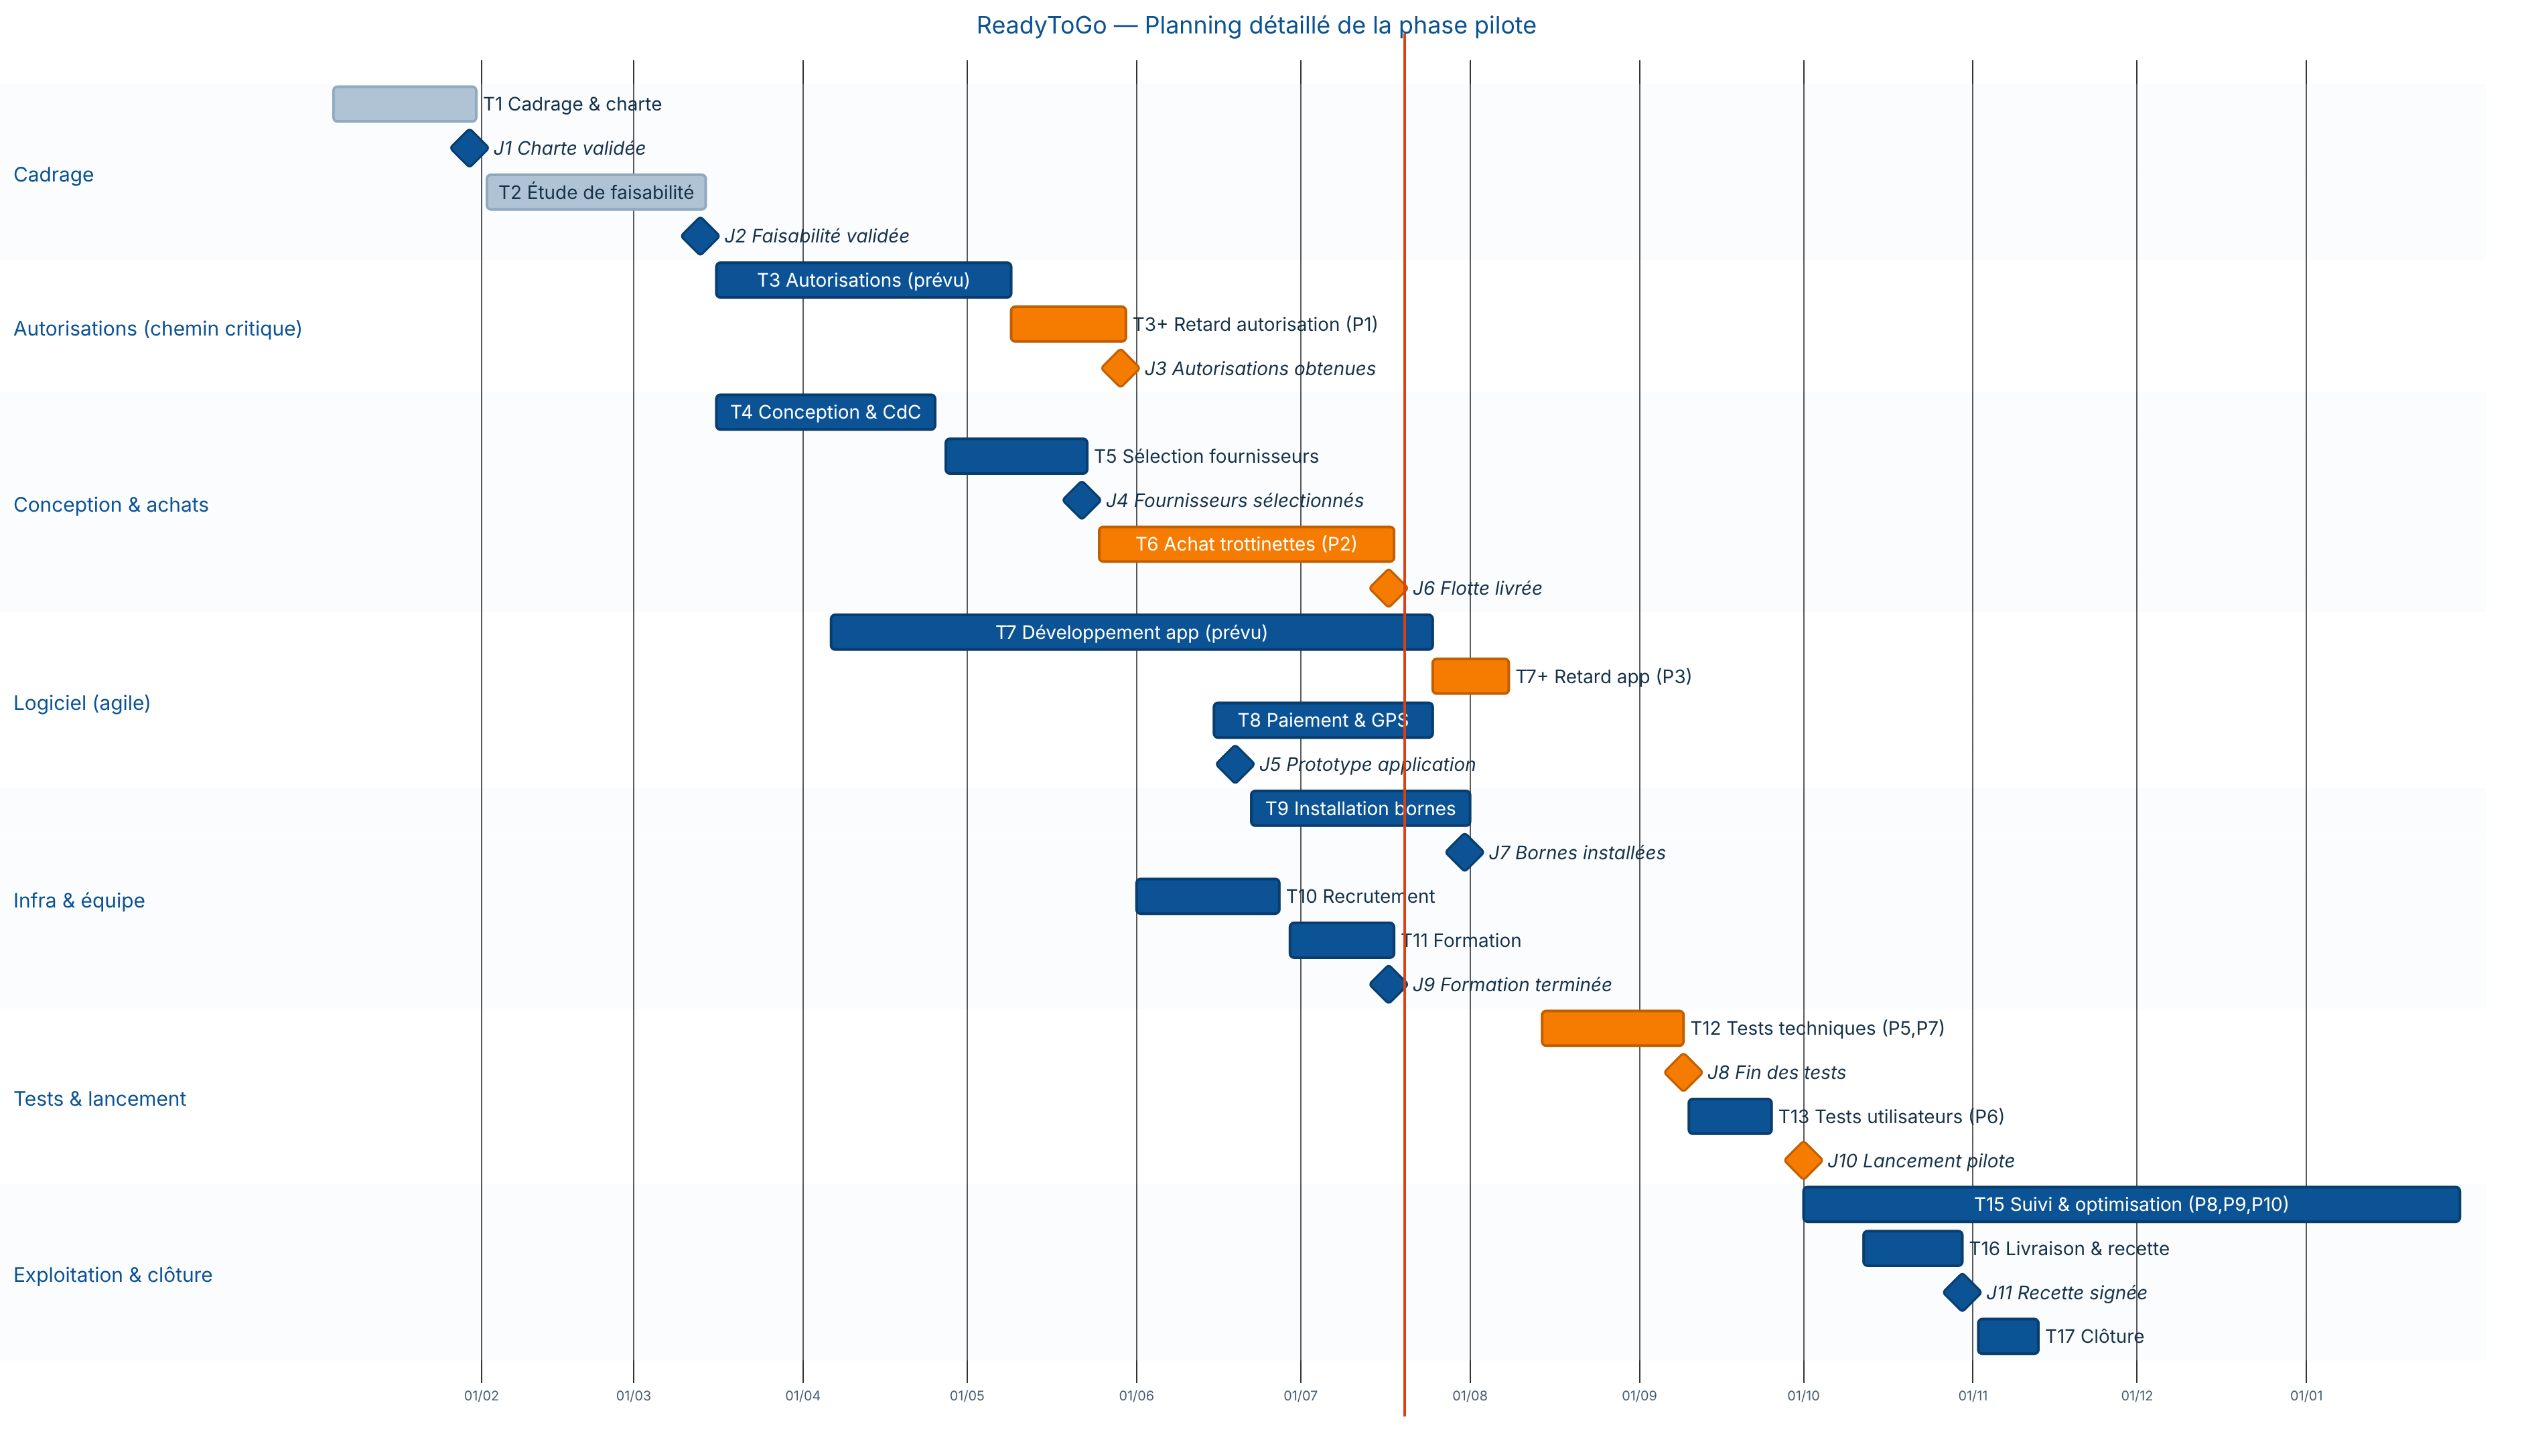 ReadyToGo — Planning détaillé de la phase pilote
Cadrage
T1 Cadrage & charte
J1 Charte validée
T2 Étude de faisabilité
J2 Faisabilité validée
Autorisations (chemin critique)
T3 Autorisations (prévu)
T3+ Retard autorisation (P1)
J3 Autorisations obtenues
Conception & achats
T4 Conception & CdC
T5 Sélection fournisseurs
J4 Fournisseurs sélectionnés
T6 Achat trottinettes (P2)
J6 Flotte livrée
Logiciel (agile)
T7 Développement app (prévu)
T7+ Retard app (P3)
T8 Paiement & GPS
J5 Prototype application
Infra & équipe
T9 Installation bornes
J7 Bornes installées
T10 Recrutement
T11 Formation
J9 Formation terminée
Tests & lancement
T12 Tests techniques (P5,P7)
J8 Fin des tests
T13 Tests utilisateurs (P6)
J10 Lancement pilote
Exploitation & clôture
T15 Suivi & optimisation (P8,P9,P10)
T16 Livraison & recette
J11 Recette signée
T17 Clôture
01/02 01/03 01/04 01/05 01/06 01/07 01/08 01/09 01/10 01/11 01/12 01/01